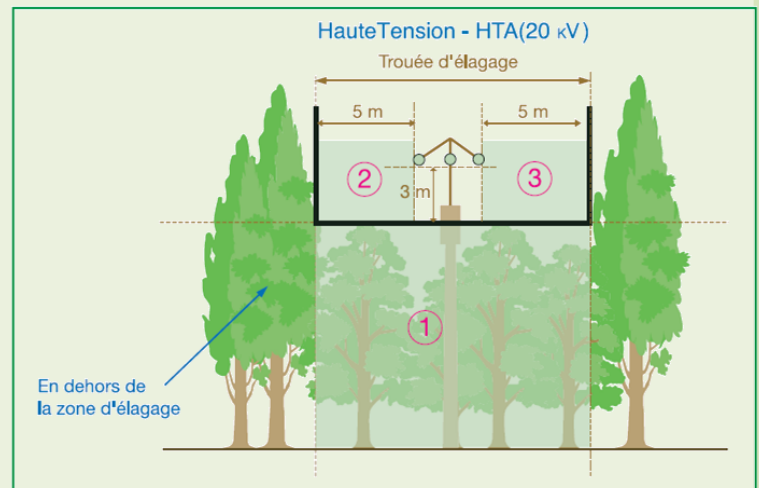 HauteTension - HTA(20 KV)
Trouée d'élagage
5 m
5 m
2
3
3 m
1
En dehors de
la zone d'élagage